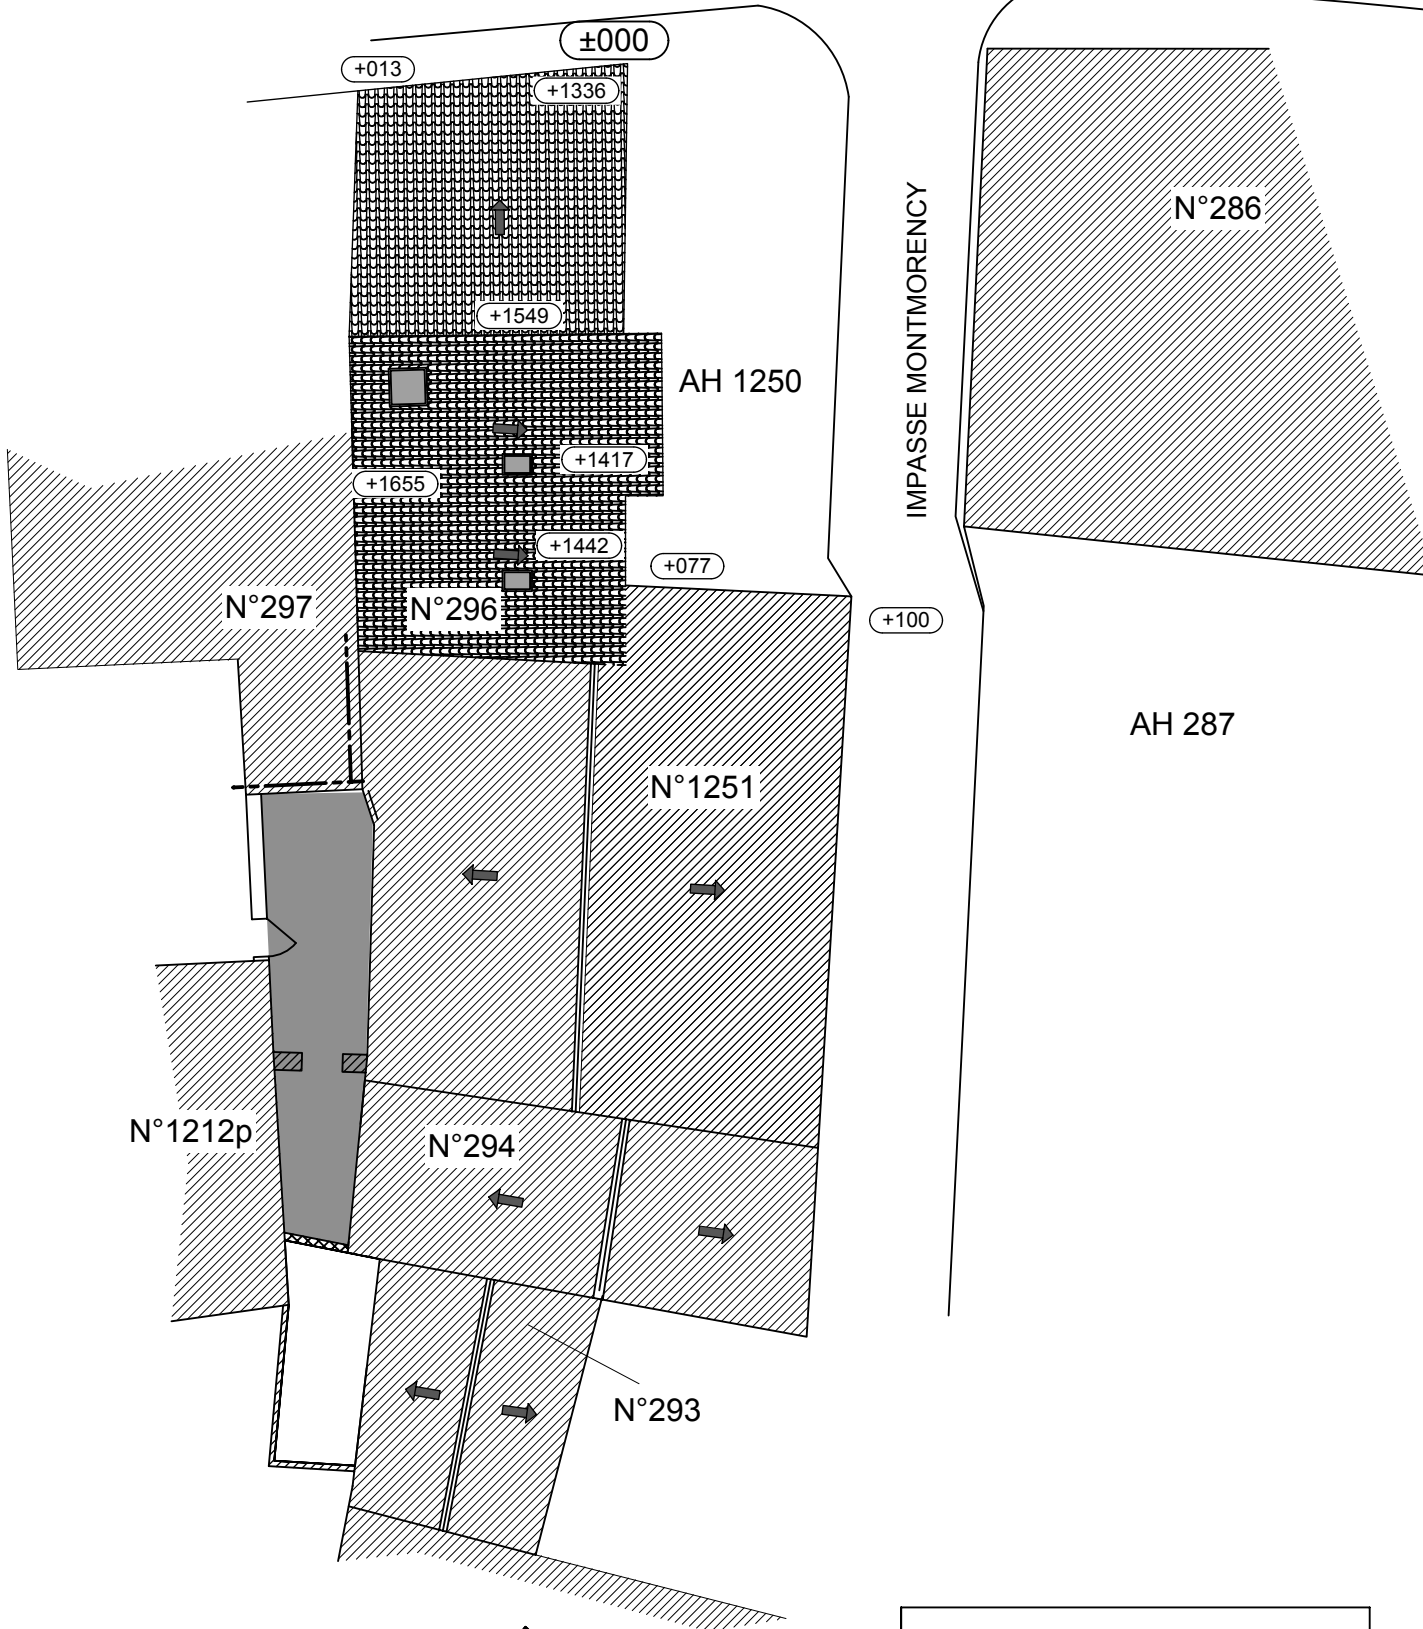 ±000
+013
+1336
N°286
IMPASSE MONTMORENCY
+1549
AH 1250
+1417
+1655
+1442
+077
N°297
N°296
+100
AH 287
N°1251
N°1212p
N°294
N°293